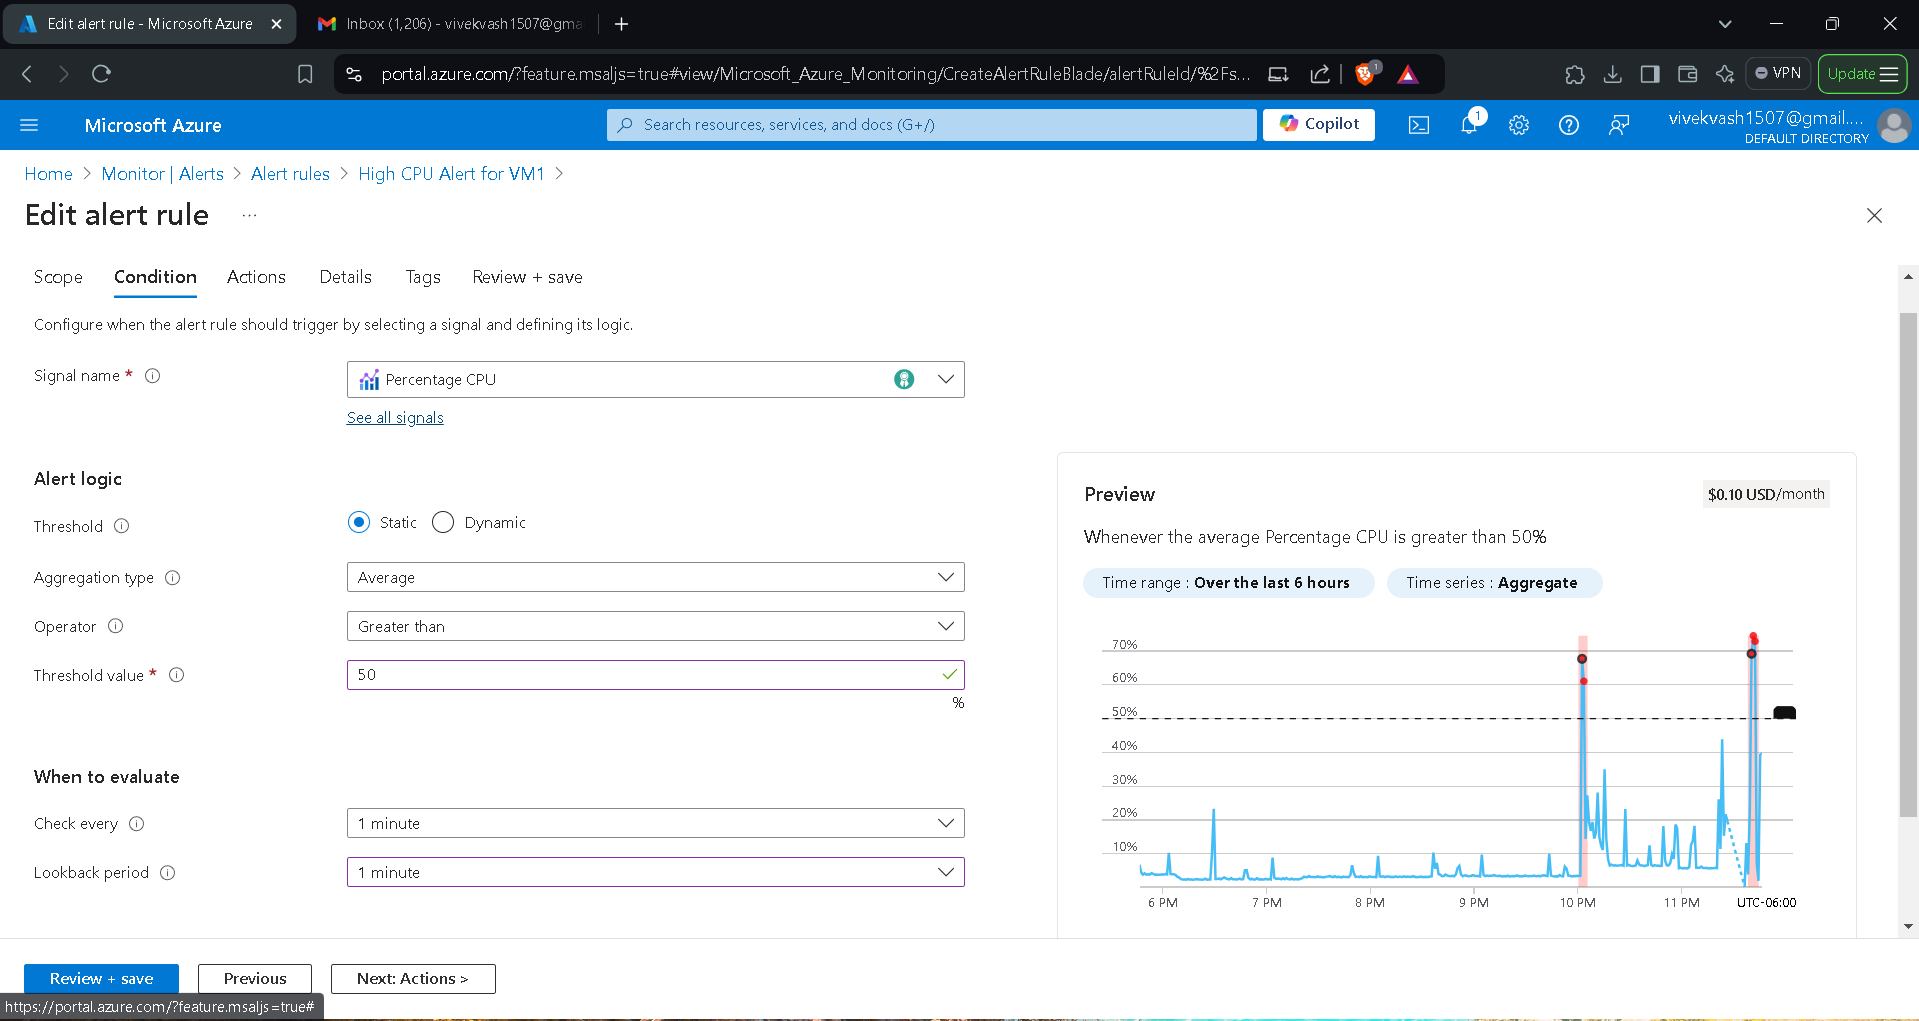 Edit alert rule - Microsoft Azure
Inbox (1,206) - vivekvash1507@gma
portal.azure.com/?feature.msaljs=true#view/Microsoft_Azure_Monitoring/CreateAlertRuleBlade/alertRuleId/%2Fs...
1
VPN
Update
Microsoft Azure
Search resources, services, and docs (G+/)
Copilot
1
vivekvash1507@gmail....
DEFAULT DIRECTORY
Home > Monitor | Alerts > Alert rules > High CPU Alert for VM1 >
Edit alert rule ...
Scope Condition Actions Details Tags Review + save
Configure when the alert rule should trigger by selecting a signal and defining its logic.
Signal name *
Percentage CPU
See all signals
Alert logic
Threshold
Static Dynamic
Aggregation type
Average
Operator
Greater than
Threshold value *
50
%
When to evaluate
Check every
1 minute
Lookback period
1 minute
Preview
$0.10 USD/month
Whenever the average Percentage CPU is greater than 50%
Time range : Over the last 6 hours
Time series : Aggregate
70%
60%
50%
40%
30%
20%
10%
6 PM 7 PM 8 PM 9 PM 10 PM 11 PM UTC-06:00
Review + save
Previous
Next: Actions >
https://portal.azure.com/?feature.msaljs=true#